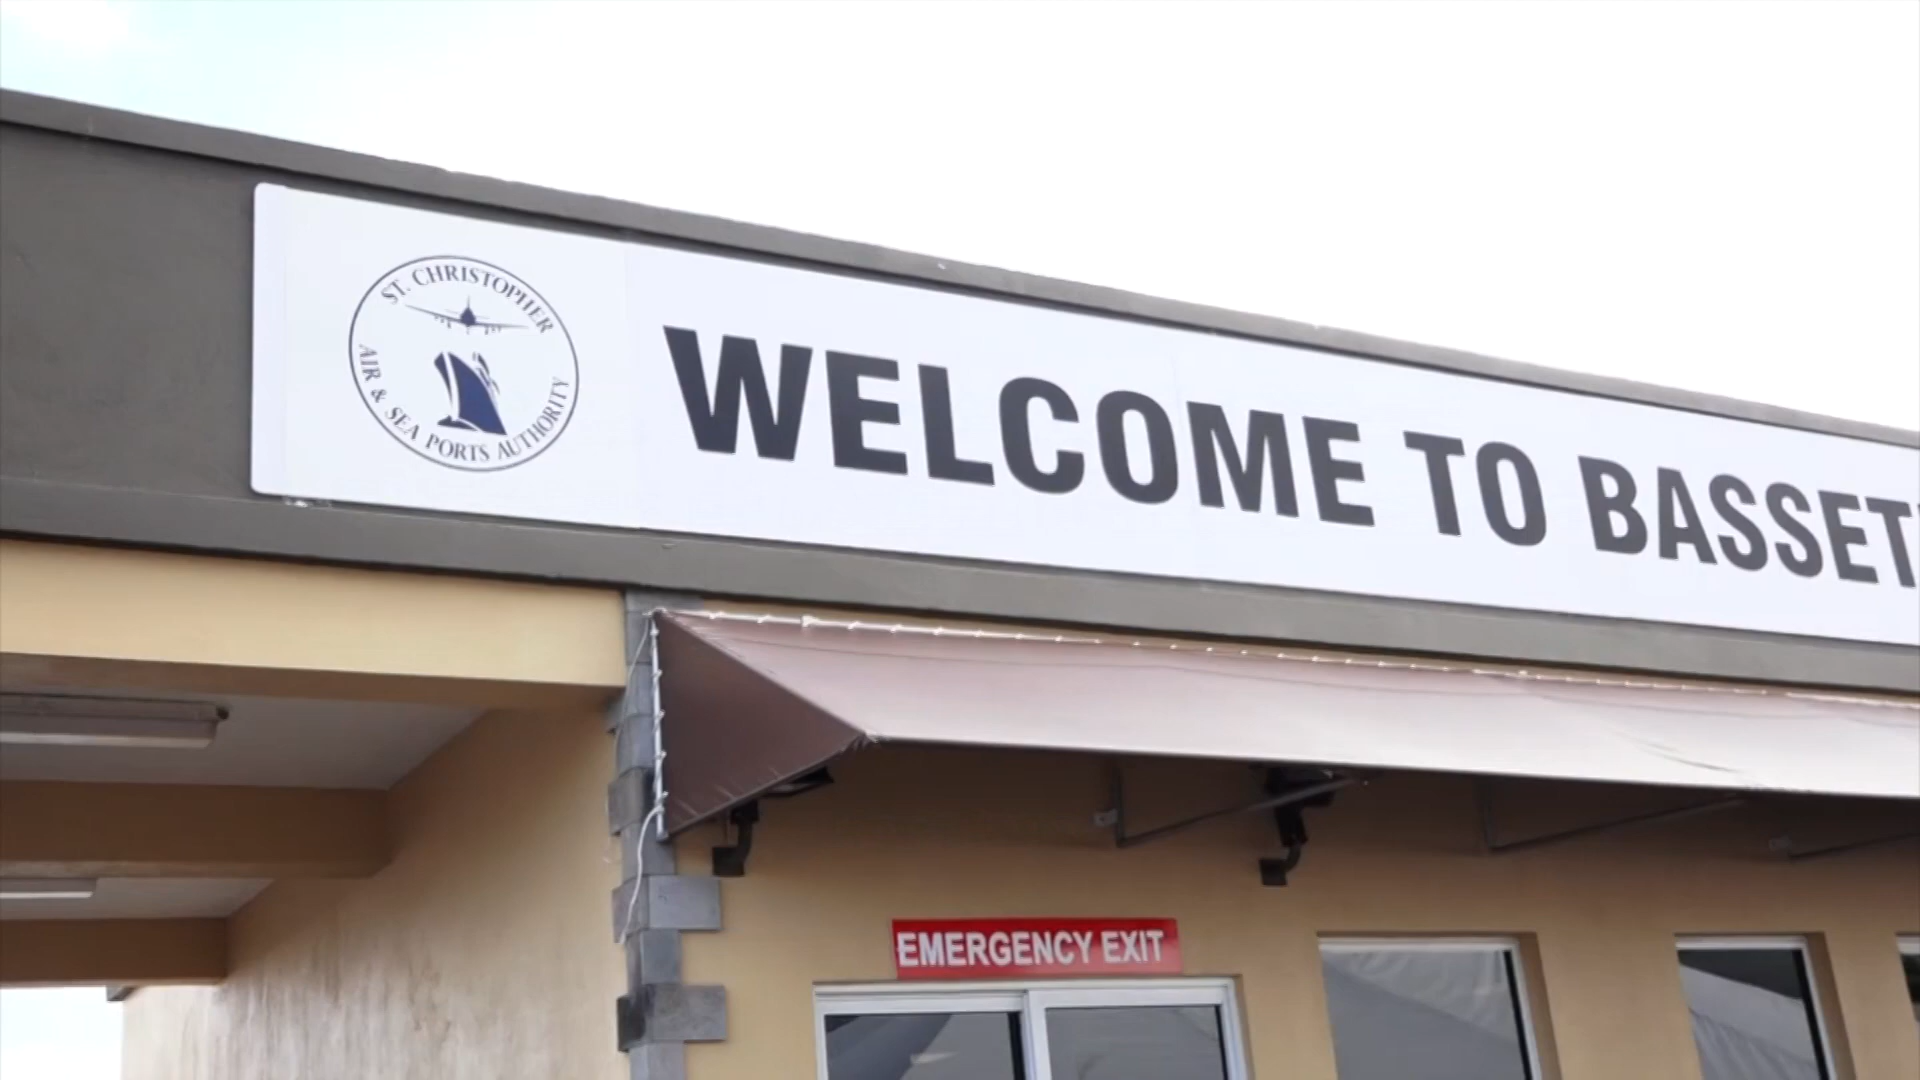 ST. CHRISTOPHER
AIR & SEA PORTS AUTHORITY
WELCOME TO BASSET
EMERGENCY EXIT